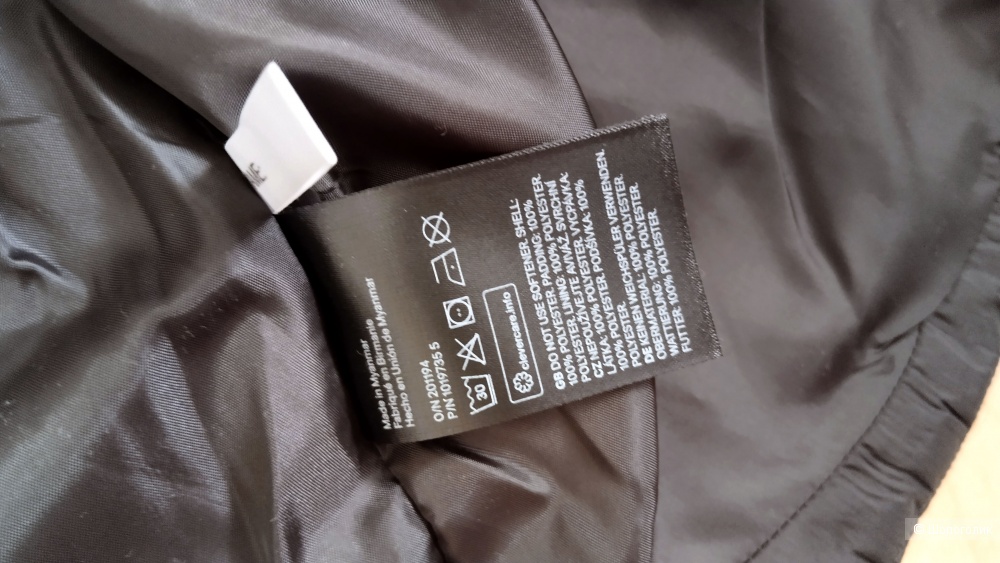 Made in Myanmar
Fabriqué en Birmanie
Hecho en Unión de Myanmar
O/N 201194
P/N 1019735 5
30
clevercare.info
GB DO NOT USE SOFTENER. SHELL:
100% POLYESTER. PADDING: 100%
POLYESTER. LINING: 100% POLYESTER.
CZ NEPOUŽÍVEJTE AVIVÁŽ. SVRCHNÍ
LÁTKA: 100% POLYESTER. VYCPÁVKA:
100% POLYESTER. PODŠÍVKA: 100%
POLYESTER.
DE KEINEN WEICHSPÜLER VERWENDEN.
OBERMATERIAL: 100% POLYESTER.
WATTIERUNG: 100% POLYESTER.
FUTTER: 100% POLYESTER.